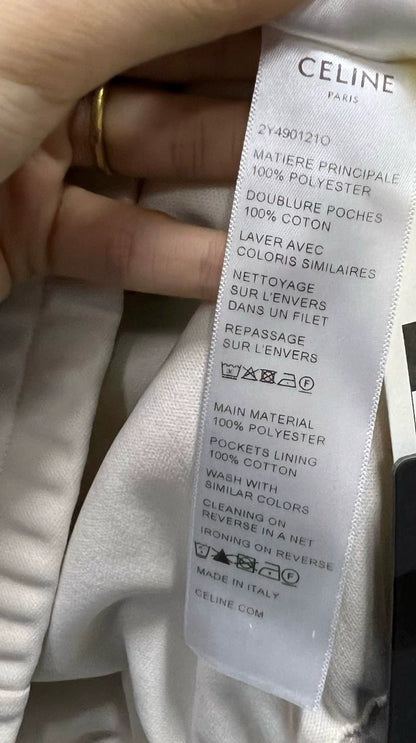 CELINE
PARIS
2Y490121O
MATIERE PRINCIPALE
100% POLYESTER
DOUBLURE POCHES
100% COTON
LAVER AVEC
COLORIS SIMILAIRES
NETTOYAGE
SUR L'ENVERS
DANS UN FILET
REPASSAGE
SUR L'ENVERS
F
MAIN MATERIAL
100% POLYESTER
POCKETS LINING
100% COTTON
WASH WITH
SIMILAR COLORS
CLEANING ON
REVERSE IN A NET
IRONING ON REVERSE
F
MADE IN ITALY
CELINE.COM